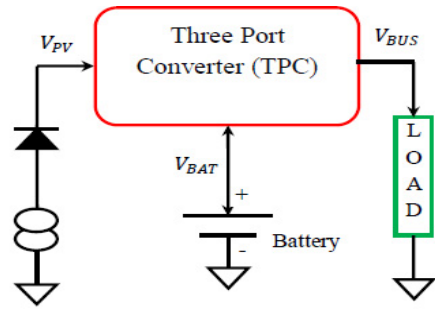 Three Port
Converter (TPC)
V_PV
V_BUS
V_BAT
+
-
Battery
L
O
A
D